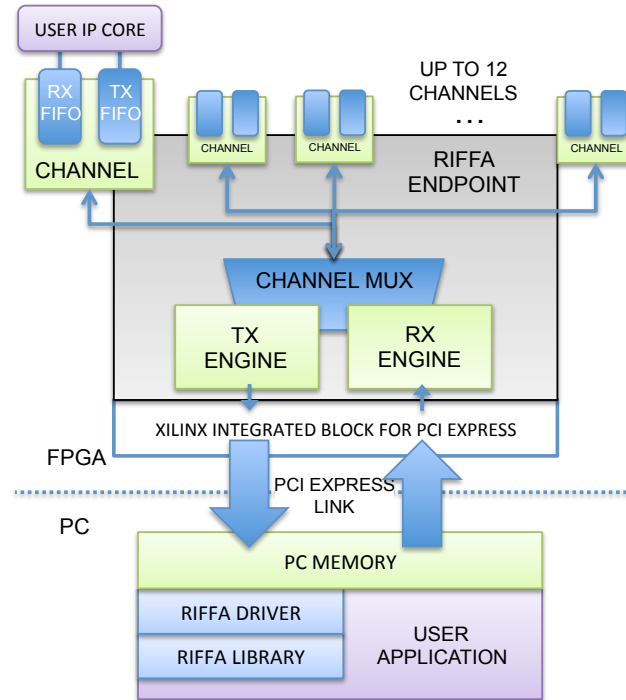 USER IP CORE
RX
FIFO
TX
FIFO
CHANNEL
CHANNEL
CHANNEL
UP TO 12
CHANNELS
...
CHANNEL
RIFFA
ENDPOINT
CHANNEL MUX
TX
ENGINE
RX
ENGINE
XILINX INTEGRATED BLOCK FOR PCI EXPRESS
FPGA
PCI EXPRESS
LINK
PC
PC MEMORY
RIFFA DRIVER
RIFFA LIBRARY
USER
APPLICATION